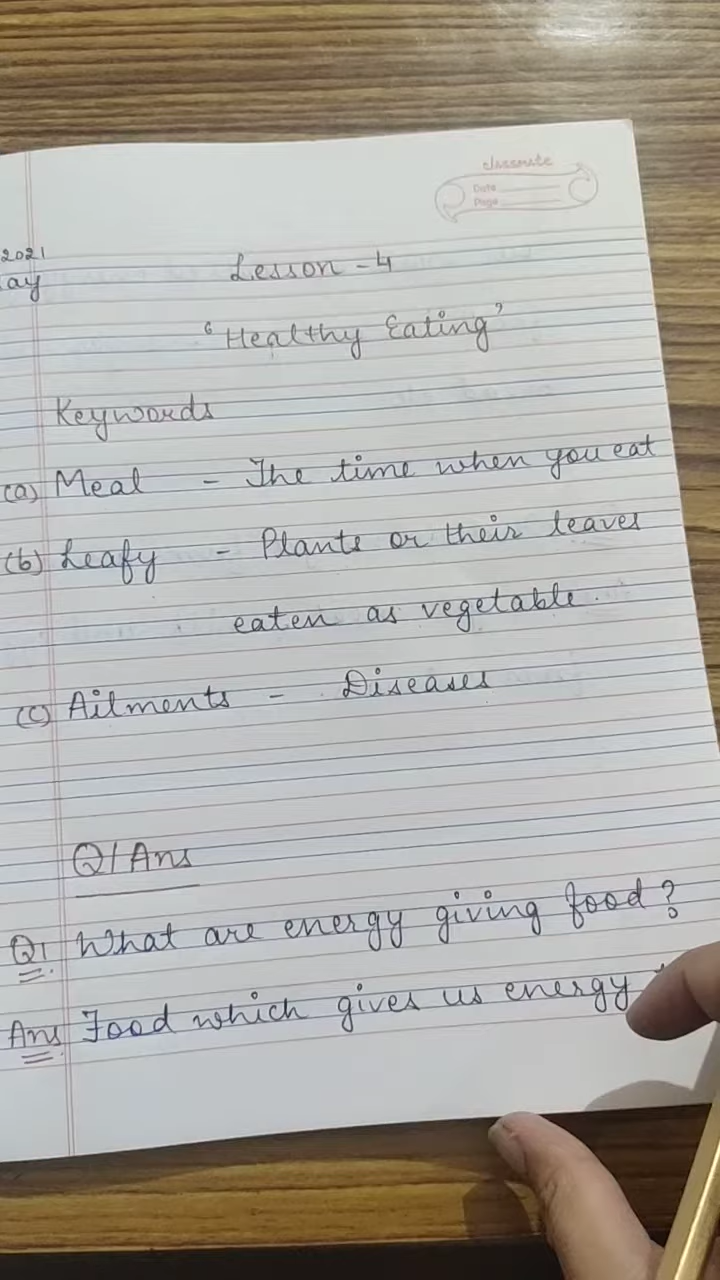 classmate
Date
Page
2021
ay
Lesson - 4
'Healthy Eating'
Keywords
(a) Meal - The time when you eat
(b) Leafy - Plants or their leaves
eaten as vegetable.
(c) Ailments - Diseases
Q/Ans
Q1 What are energy giving food?
Ans Food which gives us energy